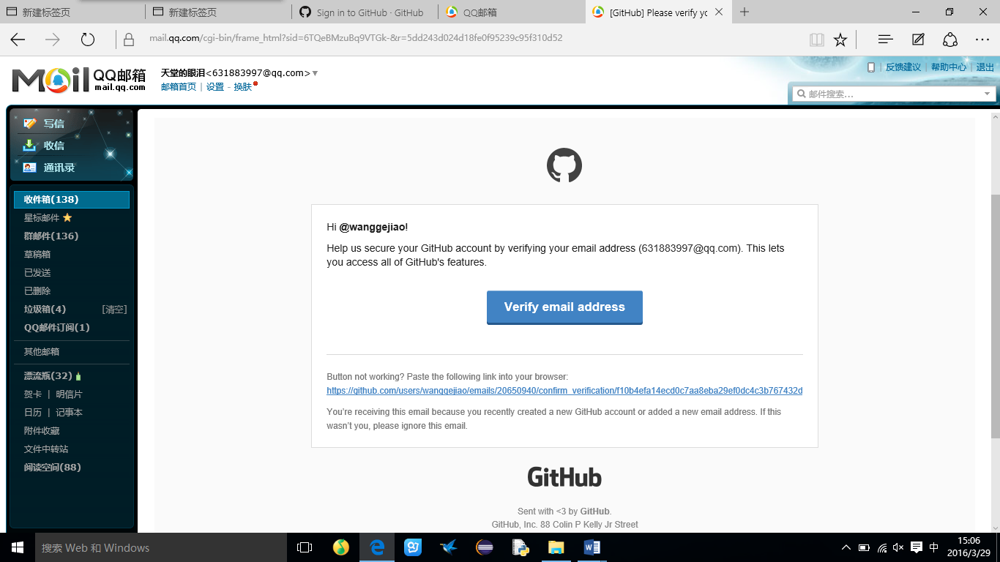 新建标签页
新建标签页
Sign in to GitHub · GitHub
QQ邮箱
[GitHub] Please verify yo
mail.qq.com/cgi-bin/frame_html?sid=6TQeBMzuBq9VTGk-&r=5dd243d024d18fe0f95239c95f310d52
Mail QQ邮箱
mail.qq.com
天堂的眼泪<631883997@qq.com>
邮箱首页 | 设置 - 换肤
反馈建议 | 帮助中心 | 退出
邮件搜索...
写信
收信
通讯录
收件箱(138)
星标邮件
群邮件(136)
草稿箱
已发送
已删除
垃圾箱(4) [清空]
QQ邮件订阅(1)
其他邮箱
漂流瓶(32)
贺卡 | 明信片
日历 | 记事本
附件收藏
文件中转站
阅读空间(88)
Hi @wanggejiao!
Help us secure your GitHub account by verifying your email address (631883997@qq.com). This lets
you access all of GitHub's features.
Verify email address
Button not working? Paste the following link into your browser:
https://github.com/users/wanggejiao/emails/20650940/confirm_verification/f10b4efa14ecd0c7aa8eba29ef0dc4c3b767432d
You're receiving this email because you recently created a new GitHub account or added a new email address. If this
wasn't you, please ignore this email.
GitHub
Sent with <3 by GitHub.
GitHub, Inc. 88 Colin P Kelly Jr Street
搜索 Web 和 Windows
中
15:06
2016/3/29